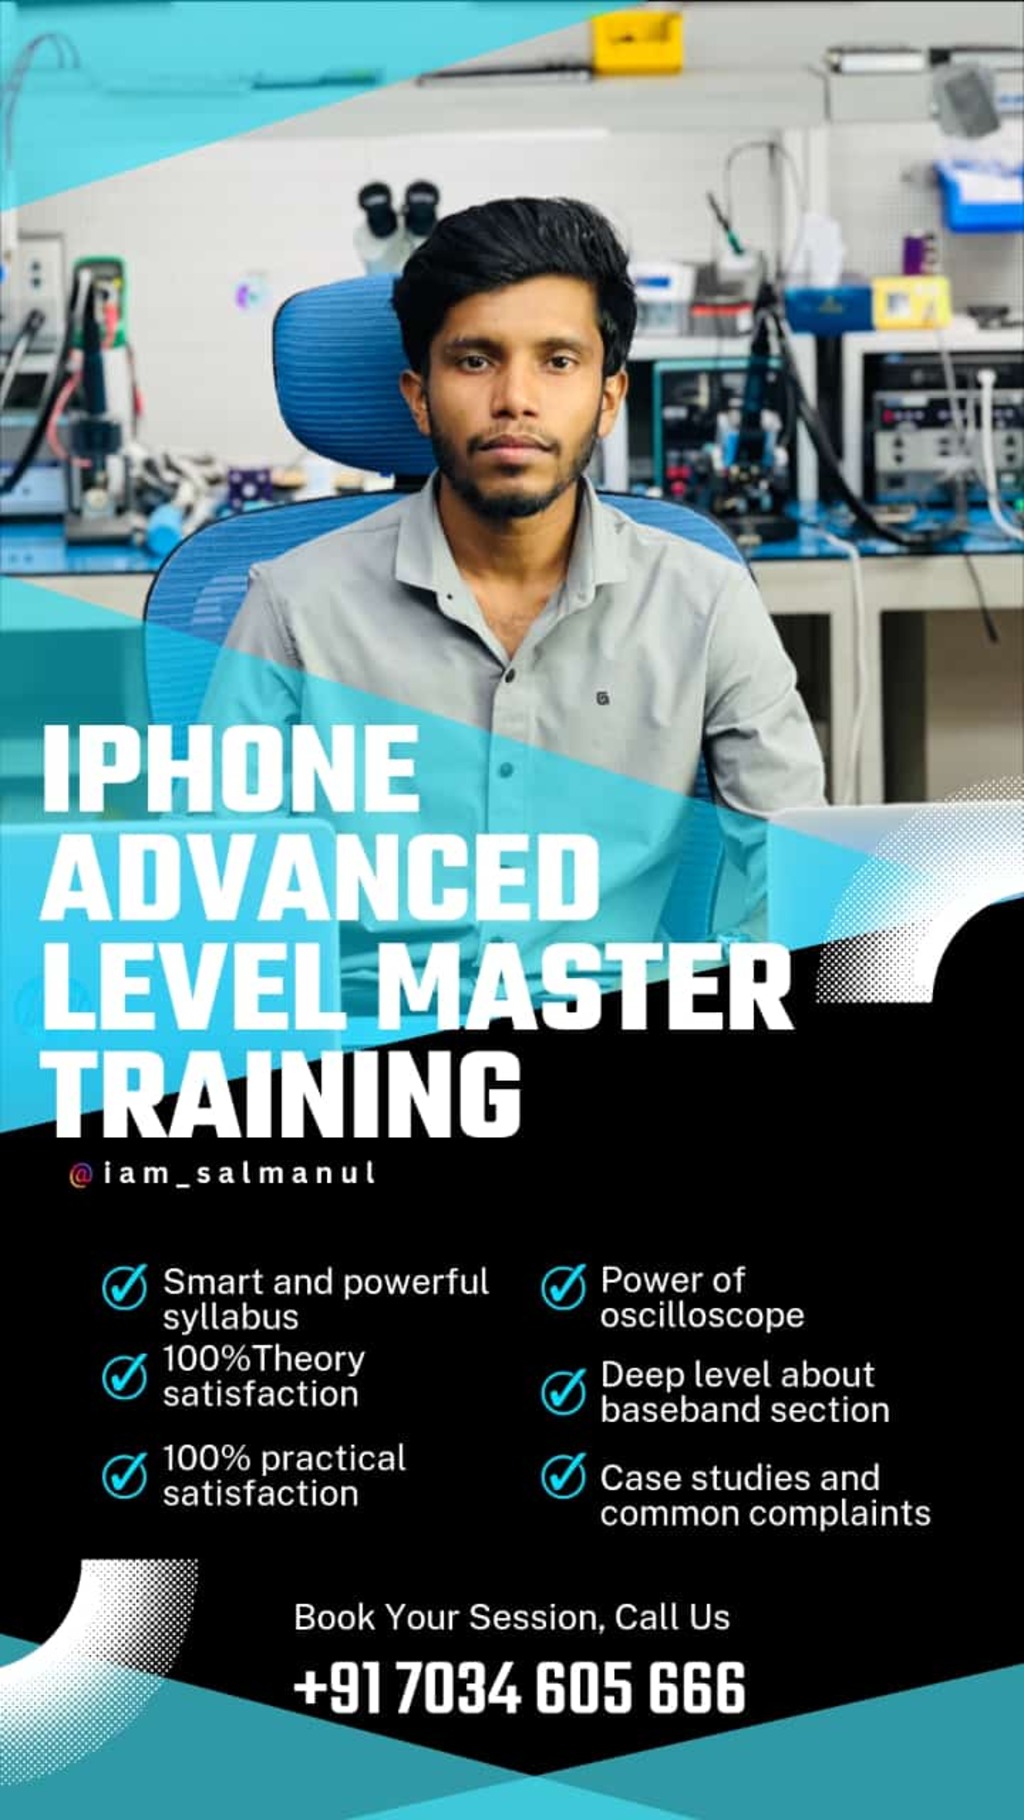 IPHONE
ADVANCED
LEVEL MASTER
TRAINING
@iam_salmanul
Smart and powerful
syllabus
100%Theory
satisfaction
100% practical
satisfaction
Power of
oscilloscope
Deep level about
baseband section
Case studies and
common complaints
Book Your Session, Call Us
+91 7034 605 666